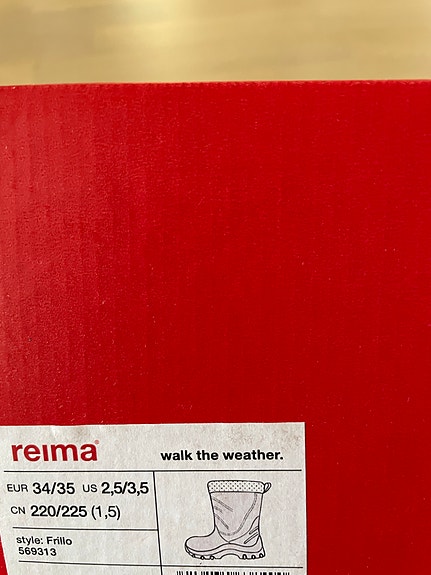 reima® walk the weather.
EUR 34/35 US 2,5/3,5
CN 220/225 (1,5)
style: Frillo
569313